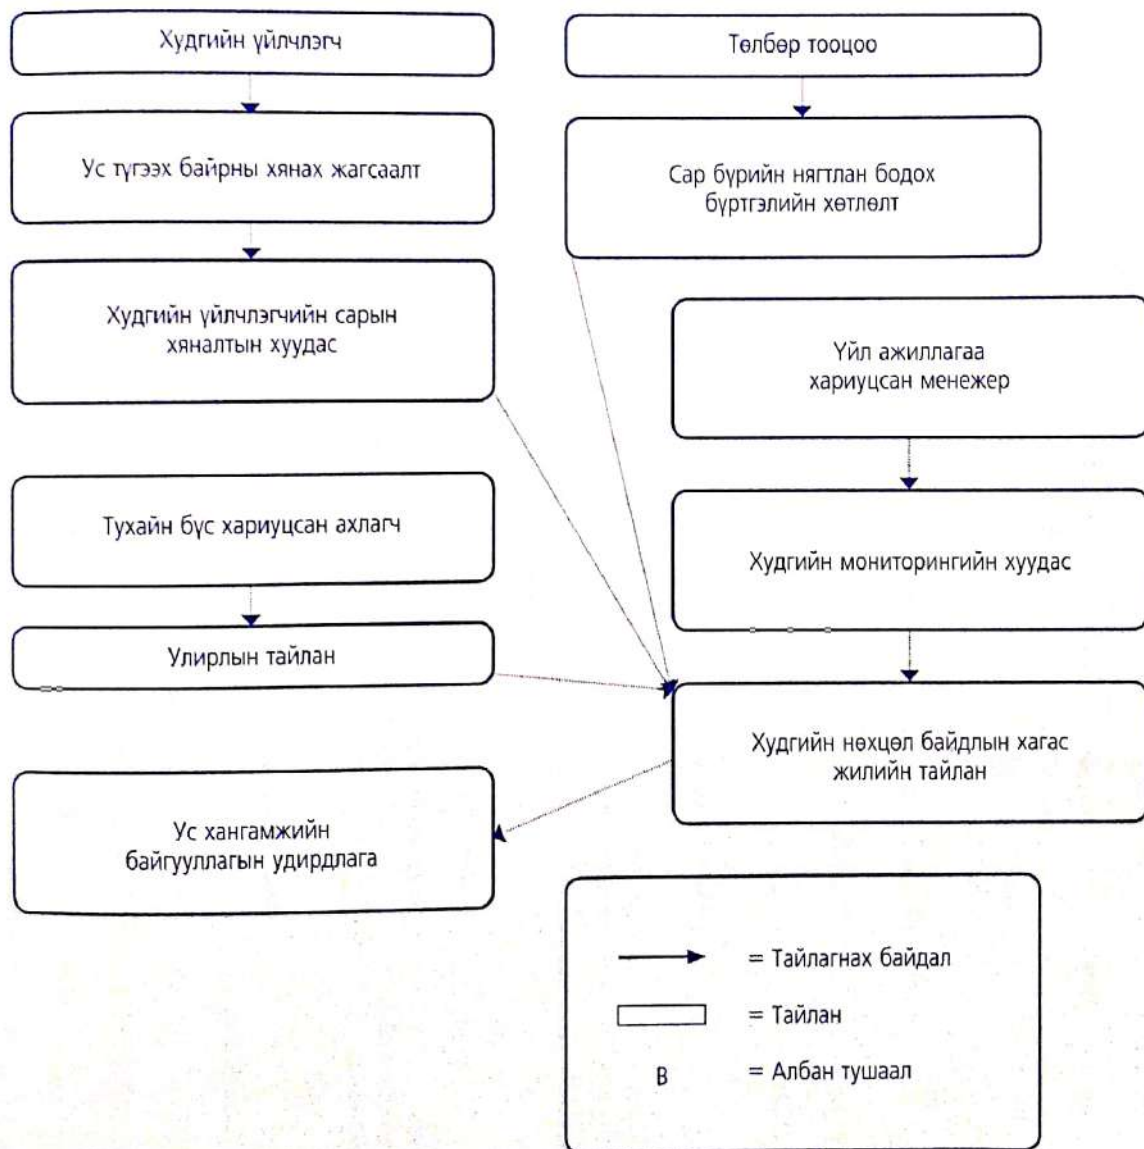 Худгийн үйлчлэгч
Төлбөр тооцоо
Ус түгээх байрны хянах жагсаалт
Сар бүрийн нягтлан бодох
бүртгэлийн хөтлөлт
Худгийн үйлчлэгчийн сарын
хяналтын хуудас
Үйл ажиллагаа
хариуцсан менежер
Тухайн бүс хариуцсан ахлагч
Худгийн мониторингийн хуудас
Улирлын тайлан
Худгийн нөхцөл байдлын хагас
жилийн тайлан
Ус хангамжийн
байгууллагын удирдлага
= Тайлагнах байдал
= Тайлан
В = Албан тушаал